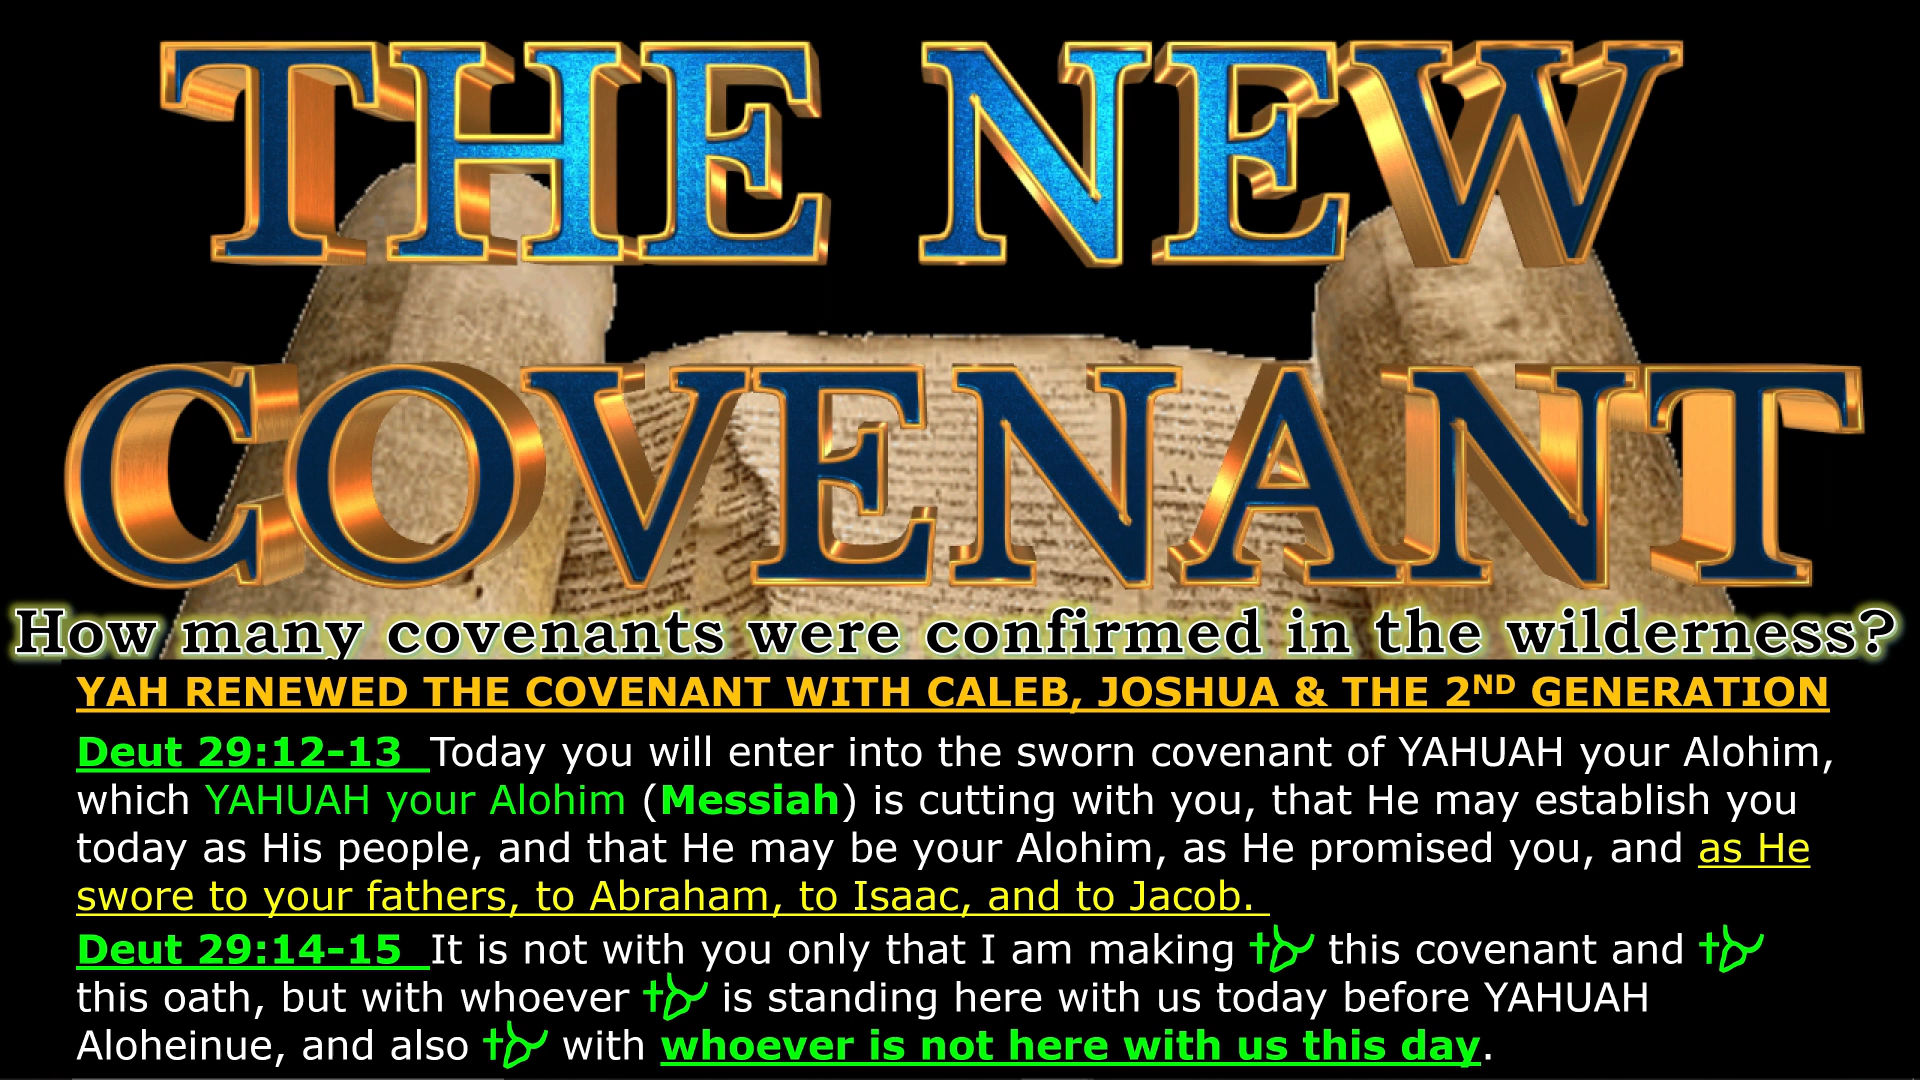 THE NEW
COVENANT
How many covenants were confirmed in the wilderness?
YAH RENEWED THE COVENANT WITH CALEB, JOSHUA & THE 2ND GENERATION
Deut 29:12-13 Today you will enter into the sworn covenant of YAHUAH your Alohim,
which YAHUAH your Alohim (Messiah) is cutting with you, that He may establish you
today as His people, and that He may be your Alohim, as He promised you, and as He
swore to your fathers, to Abraham, to Isaac, and to Jacob.
Deut 29:14-15 It is not with you only that I am making 𐤕𐤀 this covenant and 𐤕𐤀
this oath, but with whoever 𐤕𐤀 is standing here with us today before YAHUAH
Aloheinue, and also 𐤕𐤀 with whoever is not here with us this day.